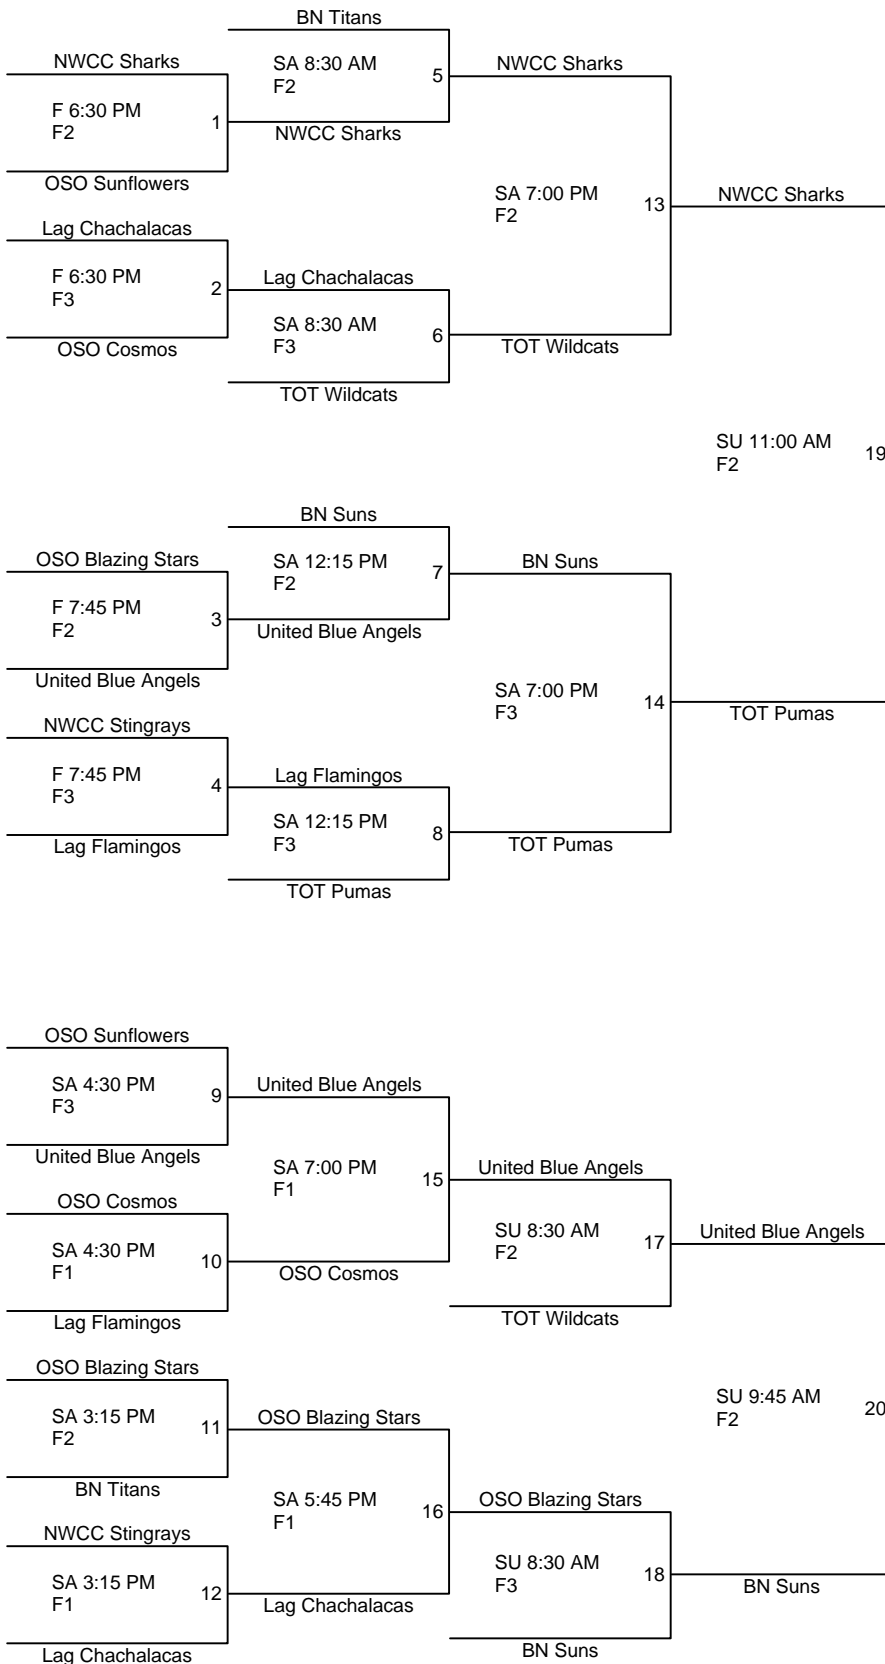 BN Titans
NWCC Sharks
SA 8:30 AM
F2
5
NWCC Sharks
F 6:30 PM
F2
1
NWCC Sharks
OSO Sunflowers
SA 7:00 PM
F2
13
NWCC Sharks
Lag Chachalacas
F 6:30 PM
F3
2
Lag Chachalacas
OSO Cosmos
SA 8:30 AM
F3
6
TOT Wildcats
TOT Wildcats
SU 11:00 AM
F2
19
BN Suns
OSO Blazing Stars
SA 12:15 PM
F2
7
BN Suns
F 7:45 PM
F2
3
United Blue Angels
United Blue Angels
SA 7:00 PM
F3
14
TOT Pumas
NWCC Stingrays
F 7:45 PM
F3
4
Lag Flamingos
Lag Flamingos
SA 12:15 PM
F3
8
TOT Pumas
TOT Pumas
OSO Sunflowers
SA 4:30 PM
F3
9
United Blue Angels
United Blue Angels
SA 7:00 PM
F1
15
United Blue Angels
OSO Cosmos
SA 4:30 PM
F1
10
OSO Cosmos
Lag Flamingos
SU 8:30 AM
F2
17
United Blue Angels
TOT Wildcats
OSO Blazing Stars
SA 3:15 PM
F2
11
OSO Blazing Stars
BN Titans
SU 9:45 AM
F2
20
SA 5:45 PM
F1
16
OSO Blazing Stars
NWCC Stingrays
SA 3:15 PM
F1
12
Lag Chachalacas
Lag Chachalacas
SU 8:30 AM
F3
18
BN Suns
BN Suns